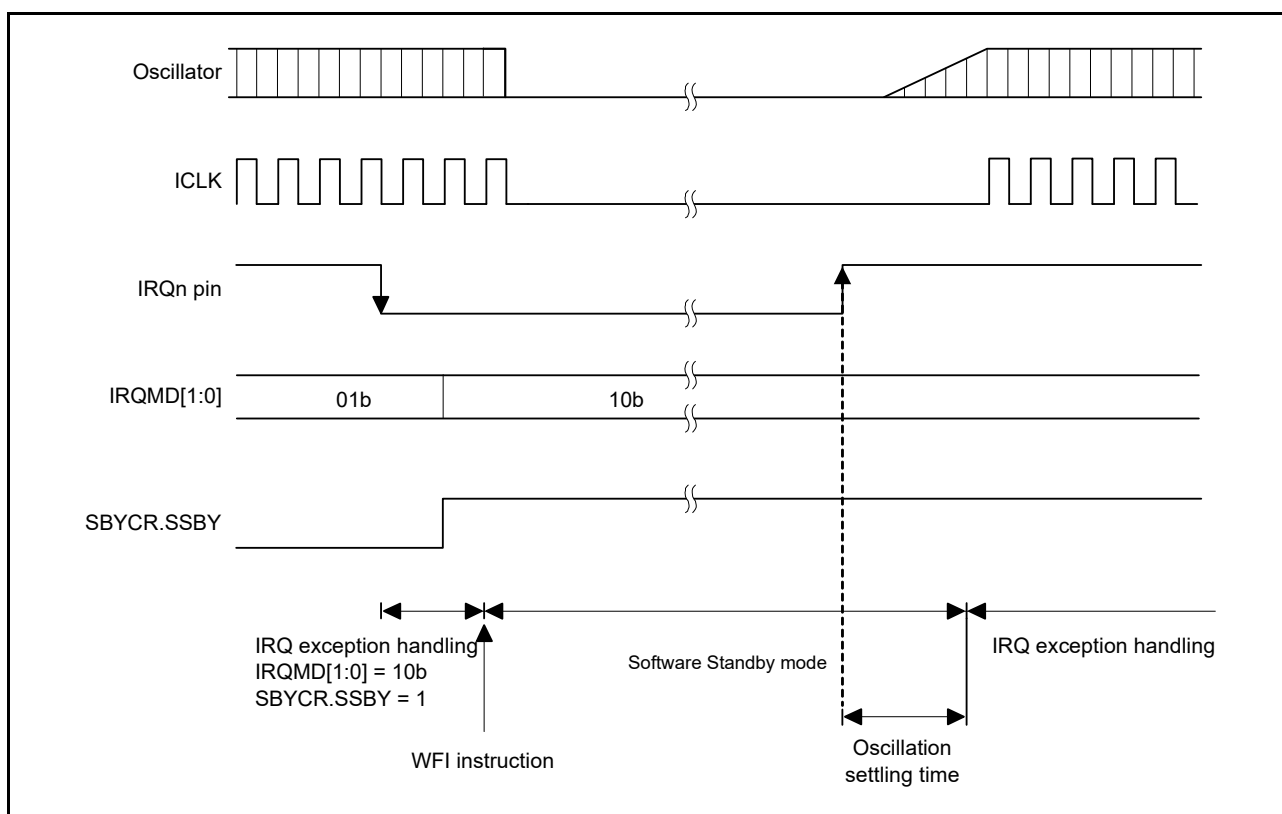 Oscillator
ICLK
IRQn pin
IRQMD[1:0]
01b
10b
SBYCR.SSBY
IRQ exception handling
IRQMD[1:0] = 10b
SBYCR.SSBY = 1
Software Standby mode
IRQ exception handling
WFI instruction
Oscillation
settling time